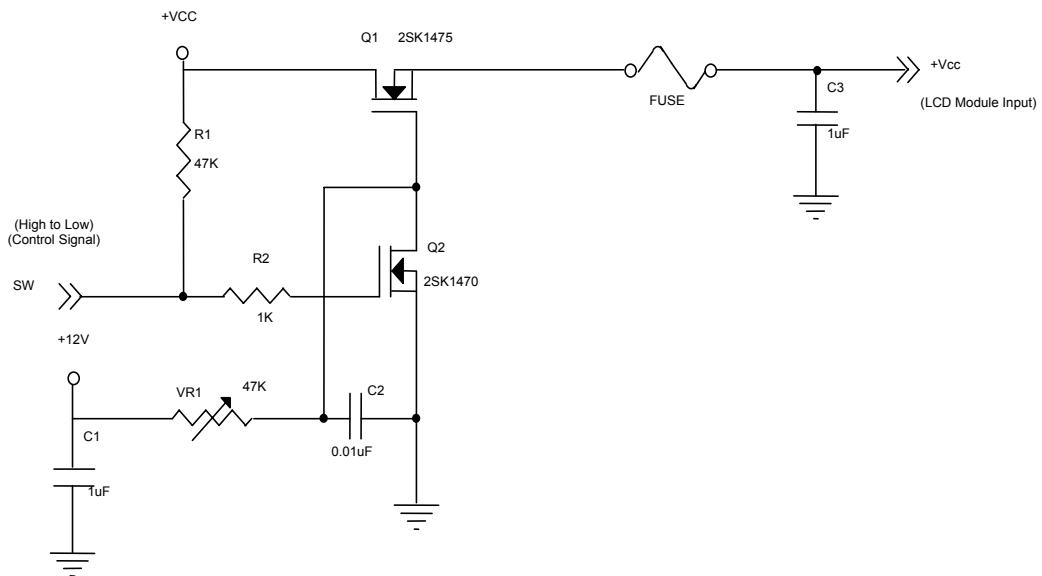 +VCC
Q1 2SK1475
+Vcc
FUSE
C3
(LCD Module Input)
1uF
R1
47K
(High to Low)
(Control Signal)
Q2
R2
2SK1470
SW
1K
+12V
VR1
47K
C2
C1
0.01uF
1uF